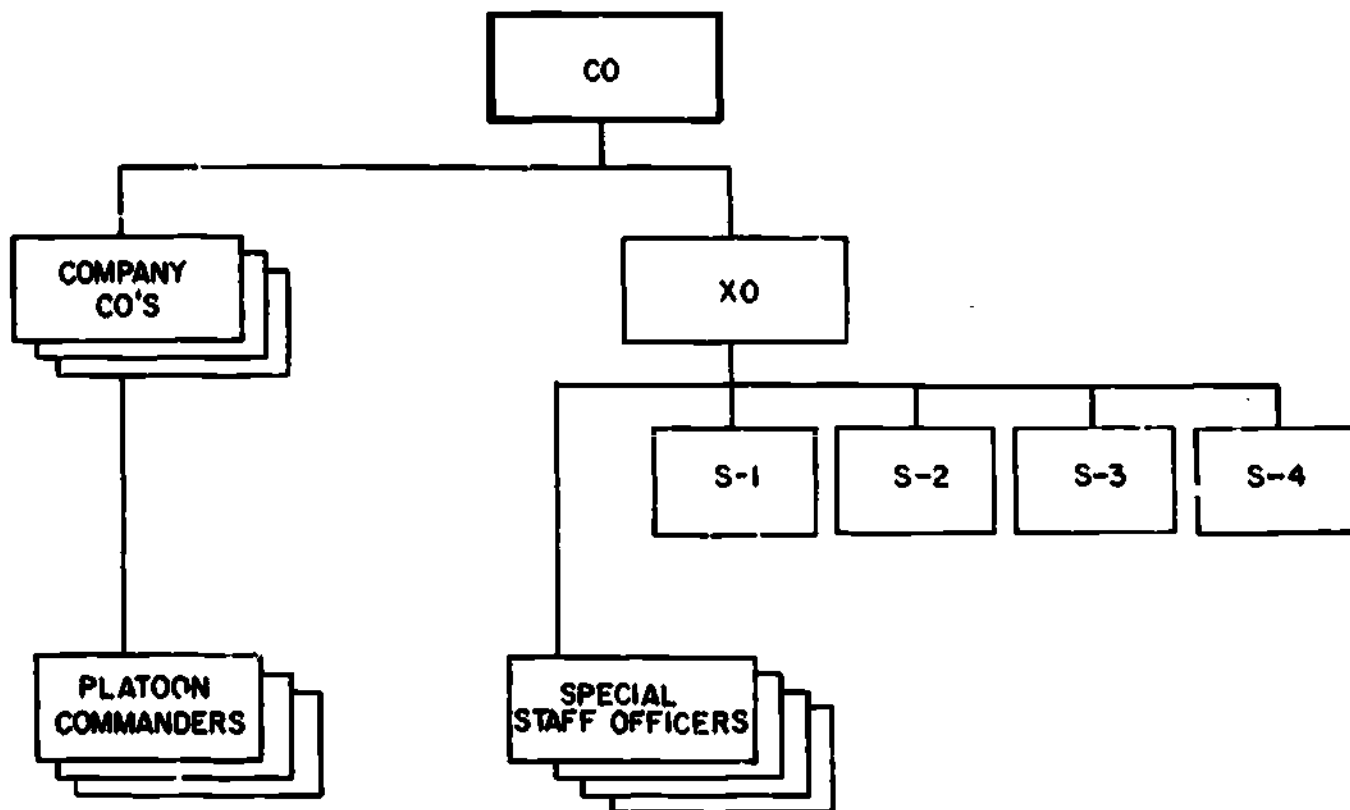 CO
COMPANY
CO'S
XO
S-1
S-2
S-3
S-4
PLATOON
COMMANDERS
SPECIAL
STAFF OFFICERS